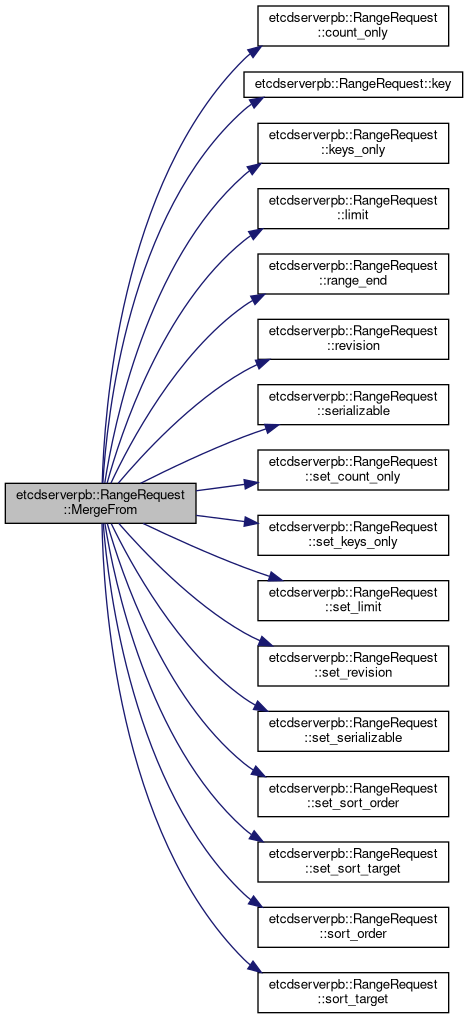 etcdserverpb::RangeRequest
::count_only
etcdserverpb::RangeRequest::key
etcdserverpb::RangeRequest
::keys_only
etcdserverpb::RangeRequest
::limit
etcdserverpb::RangeRequest
::range_end
etcdserverpb::RangeRequest
::revision
etcdserverpb::RangeRequest
::serializable
etcdserverpb::RangeRequest
::set_count_only
etcdserverpb::RangeRequest
::MergeFrom
etcdserverpb::RangeRequest
::set_keys_only
etcdserverpb::RangeRequest
::set_limit
etcdserverpb::RangeRequest
::set_revision
etcdserverpb::RangeRequest
::set_serializable
etcdserverpb::RangeRequest
::set_sort_order
etcdserverpb::RangeRequest
::set_sort_target
etcdserverpb::RangeRequest
::sort_order
etcdserverpb::RangeRequest
::sort_target